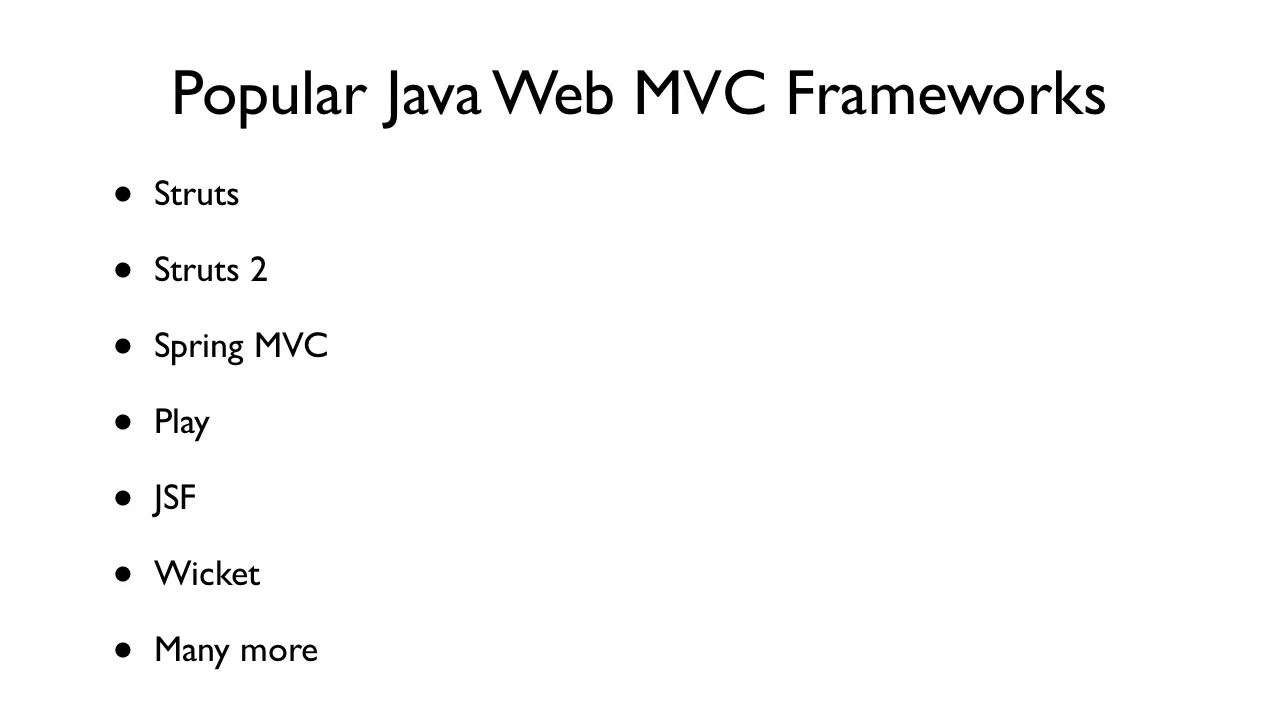 Popular Java Web MVC Frameworks
• Struts
• Struts 2
• Spring MVC
• Play
• JSF
• Wicket
• Many more